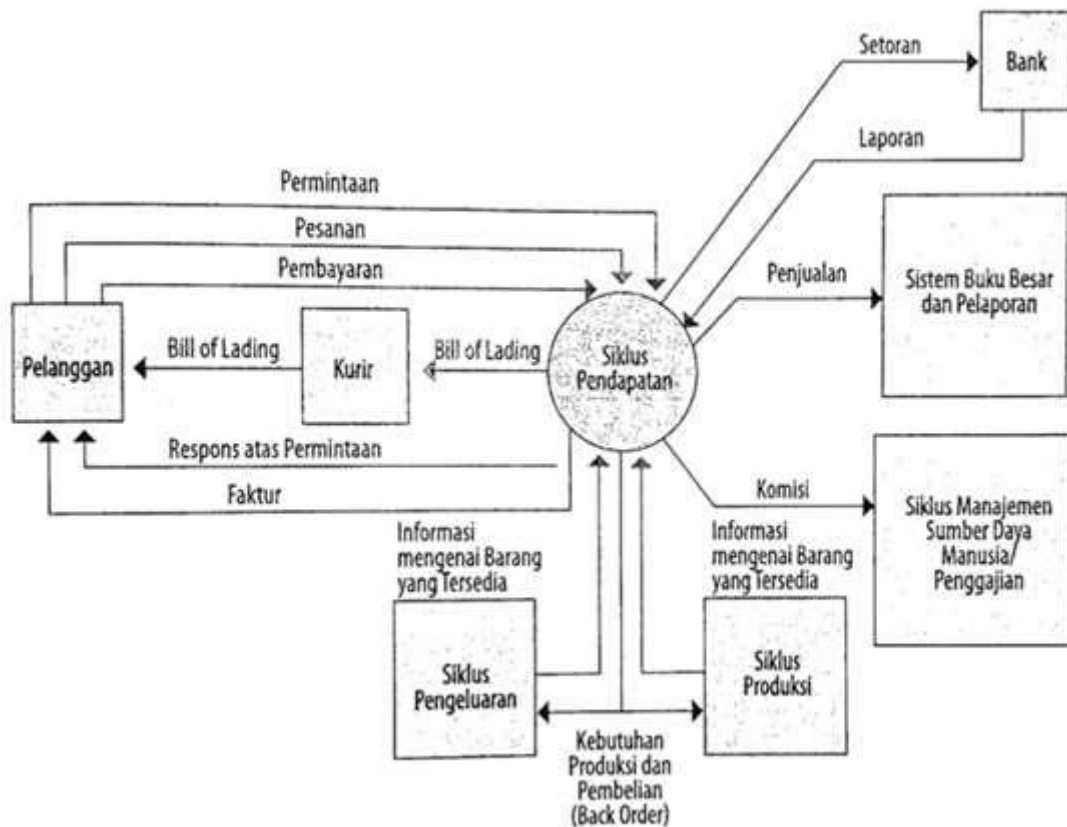 Setoran
Bank
Laporan
Permintaan
Pesanan
Pembayaran
Penjualan
Sistem Buku Besar
dan Pelaporan
Pelanggan
Bill of Lading
Kurir
Bill of Lading
Siklus
Pendapatan
Respons atas Permintaan
Faktur
Komisi
Siklus Manajemen
Sumber Daya
Manusia/
Penggajian
Informasi
mengenai Barang
yang Tersedia
Informasi
mengenai Barang
yang Tersedia
Siklus
Pengeluaran
Siklus
Produksi
Kebutuhan
Produksi dan
Pembelian
(Back Order)